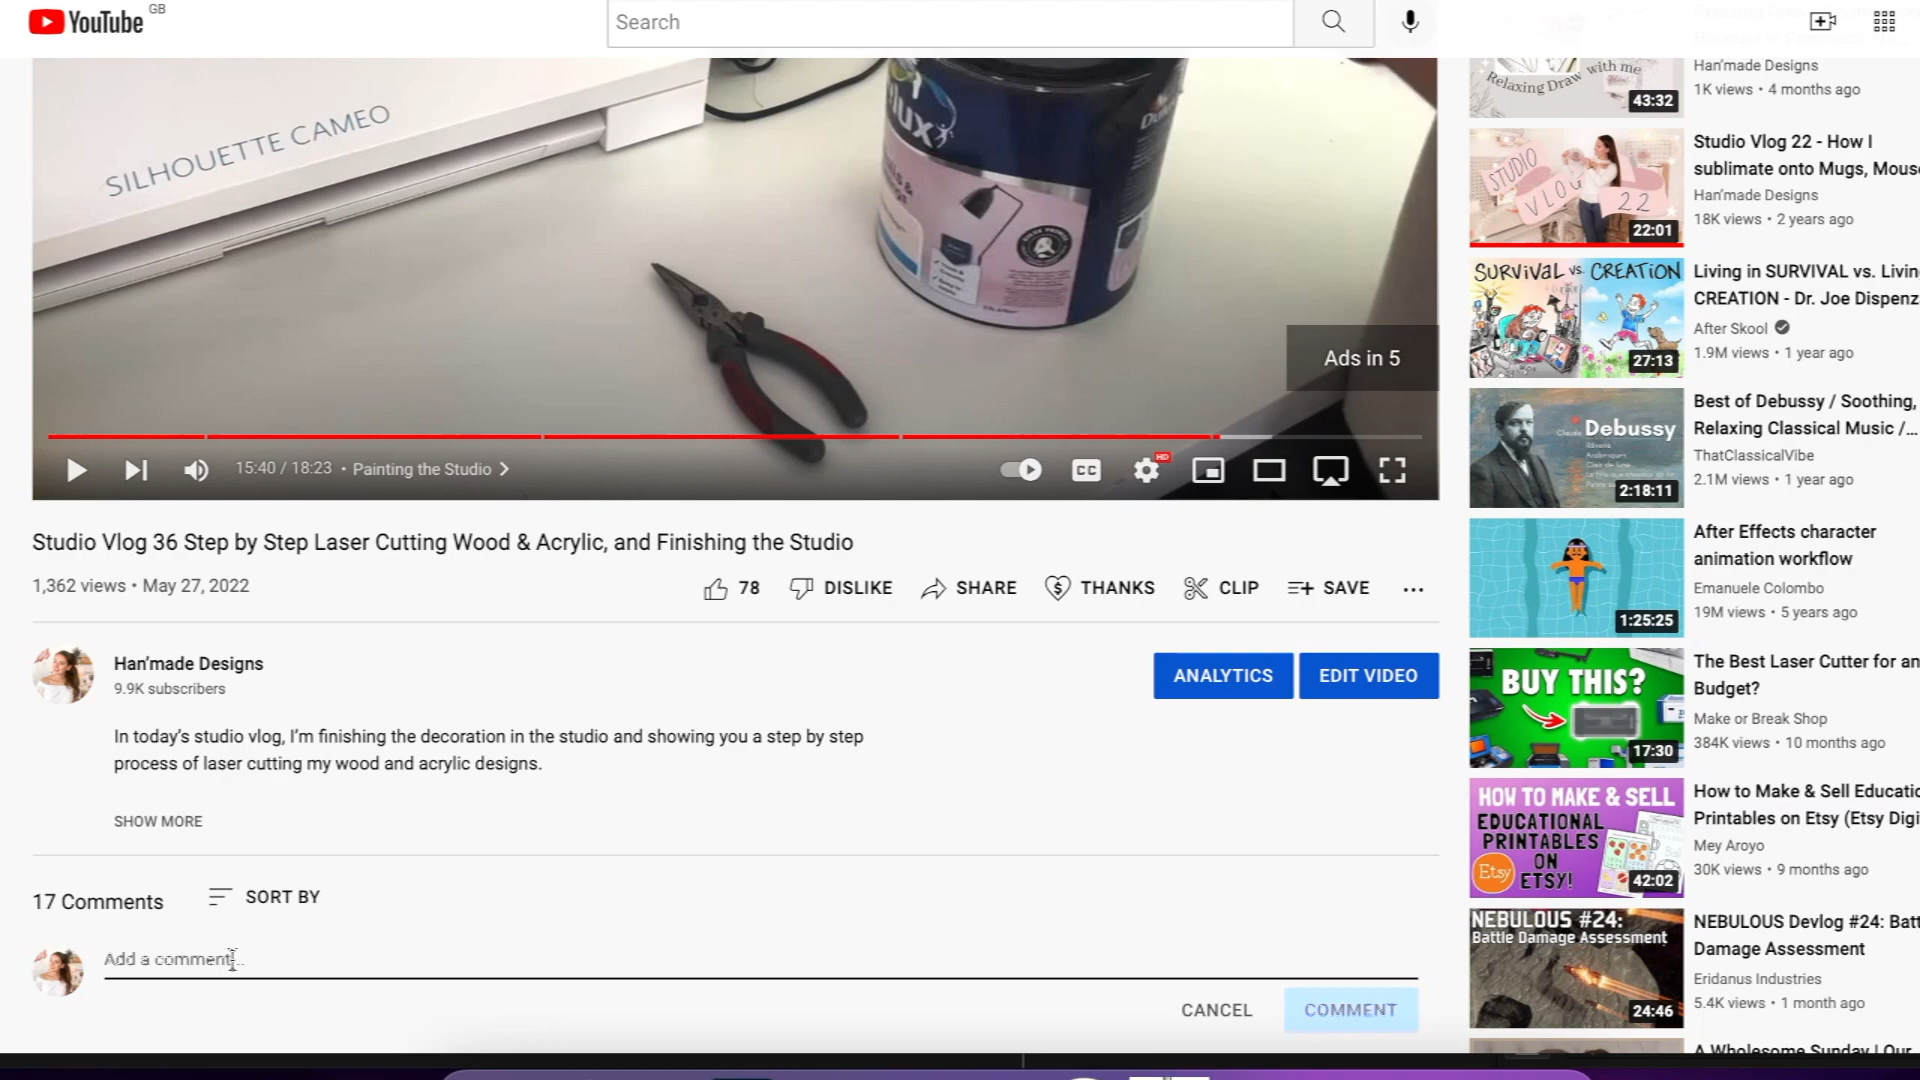 YouTube GB
Search
SILHOUETTE CAMEO
lux
Ads in 5
15:40 / 18:23 • Painting the Studio
CC
HD
Studio Vlog 36 Step by Step Laser Cutting Wood & Acrylic, and Finishing the Studio
1,362 views • May 27, 2022
78 DISLIKE SHARE THANKS CLIP SAVE ...
Han'made Designs
9.9K subscribers
ANALYTICS EDIT VIDEO
In today's studio vlog, I'm finishing the decoration in the studio and showing you a step by step
process of laser cutting my wood and acrylic designs.
SHOW MORE
17 Comments SORT BY
Add a comment...
CANCEL COMMENT
Relaxing Draw with me
43:32
Han'made Designs
1K views • 4 months ago
STUDIO
VLOG
22
22:01
Studio Vlog 22 - How I
sublimate onto Mugs, Mous
Han'made Designs
18K views • 2 years ago
SURVIVAL vs. CREATION
27:13
Living in SURVIVAL vs. Livin
CREATION - Dr. Joe Dispenz
After Skool
1.9M views • 1 year ago
Claude Debussy
2:18:11
Best of Debussy / Soothing,
Relaxing Classical Music /...
ThatClassicalVibe
2.1M views • 1 year ago
1:25:25
After Effects character
animation workflow
Emanuele Colombo
19M views • 5 years ago
BUY THIS?
17:30
The Best Laser Cutter for an
Budget?
Make or Break Shop
384K views • 10 months ago
HOW TO MAKE & SELL
EDUCATIONAL
PRINTABLES
ON
ETSY!
Etsy
42:02
How to Make & Sell Educatio
Printables on Etsy (Etsy Digi
Mey Aroyo
30K views • 9 months ago
NEBULOUS #24:
Battle Damage Assessment
24:46
NEBULOUS Devlog #24: Batt
Damage Assessment
Eridanus Industries
5.4K views • 1 month ago
A Wholesome Sunday | Our